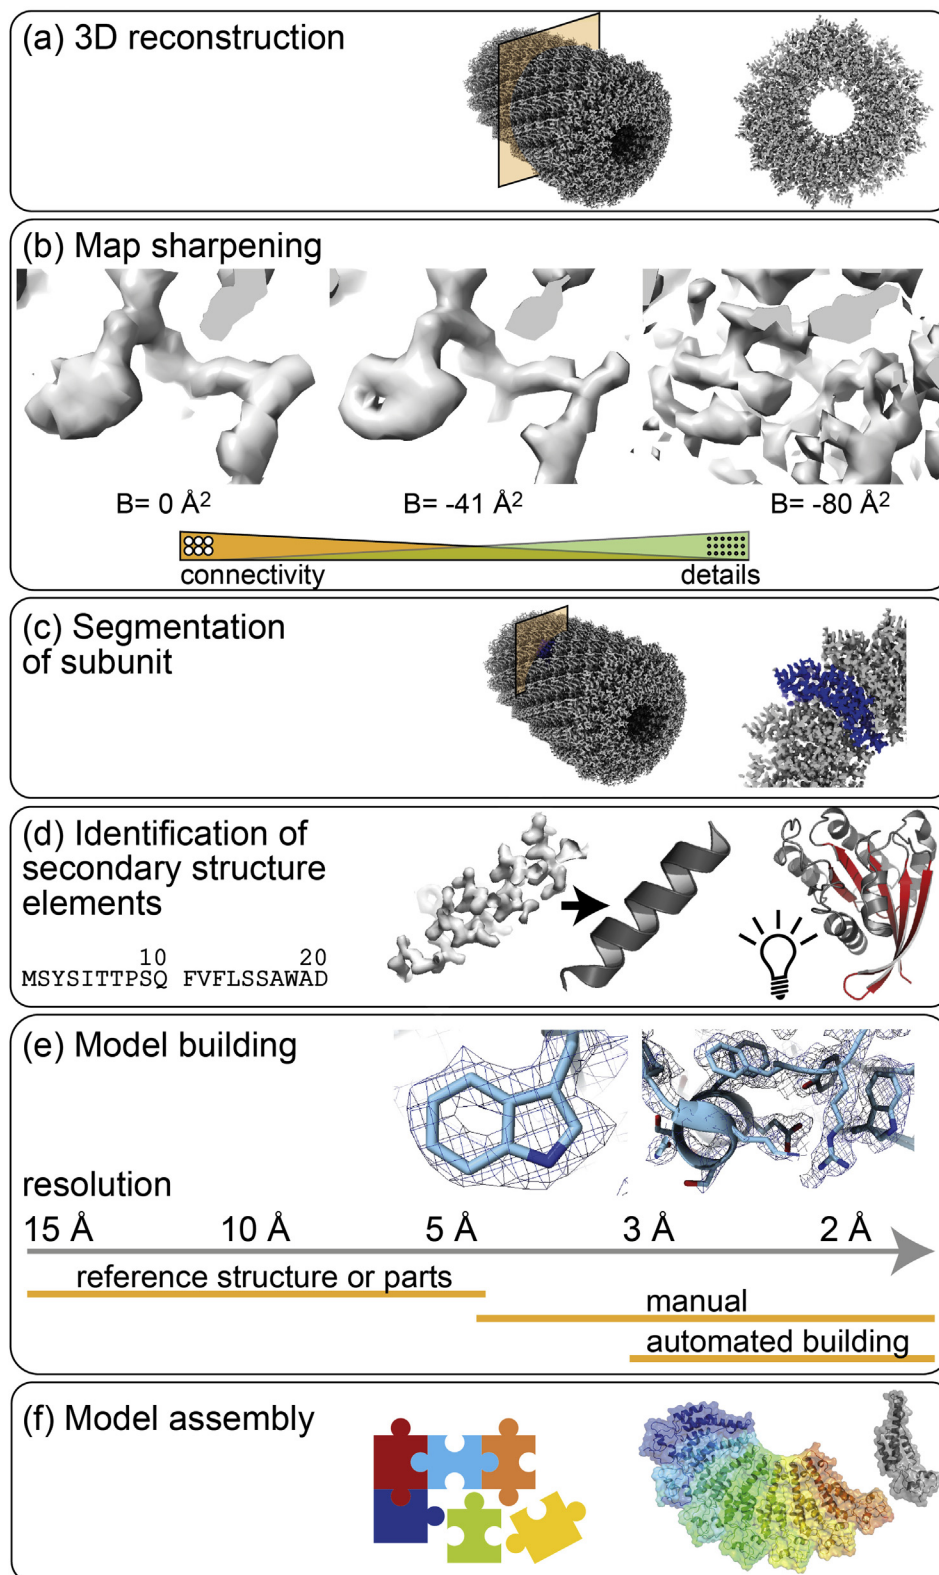 (a) 3D reconstruction
(b) Map sharpening
B= 0 Å²
B= -41 Å²
B= -80 Å²
connectivity
details
(c) Segmentation
of subunit
(d) Identification of
secondary structure
elements
10 20
MSYSITTPSQ FVFLSSAWAD
(e) Model building
resolution
15 Å 10 Å 5 Å 3 Å 2 Å
reference structure or parts
manual
automated building
(f) Model assembly